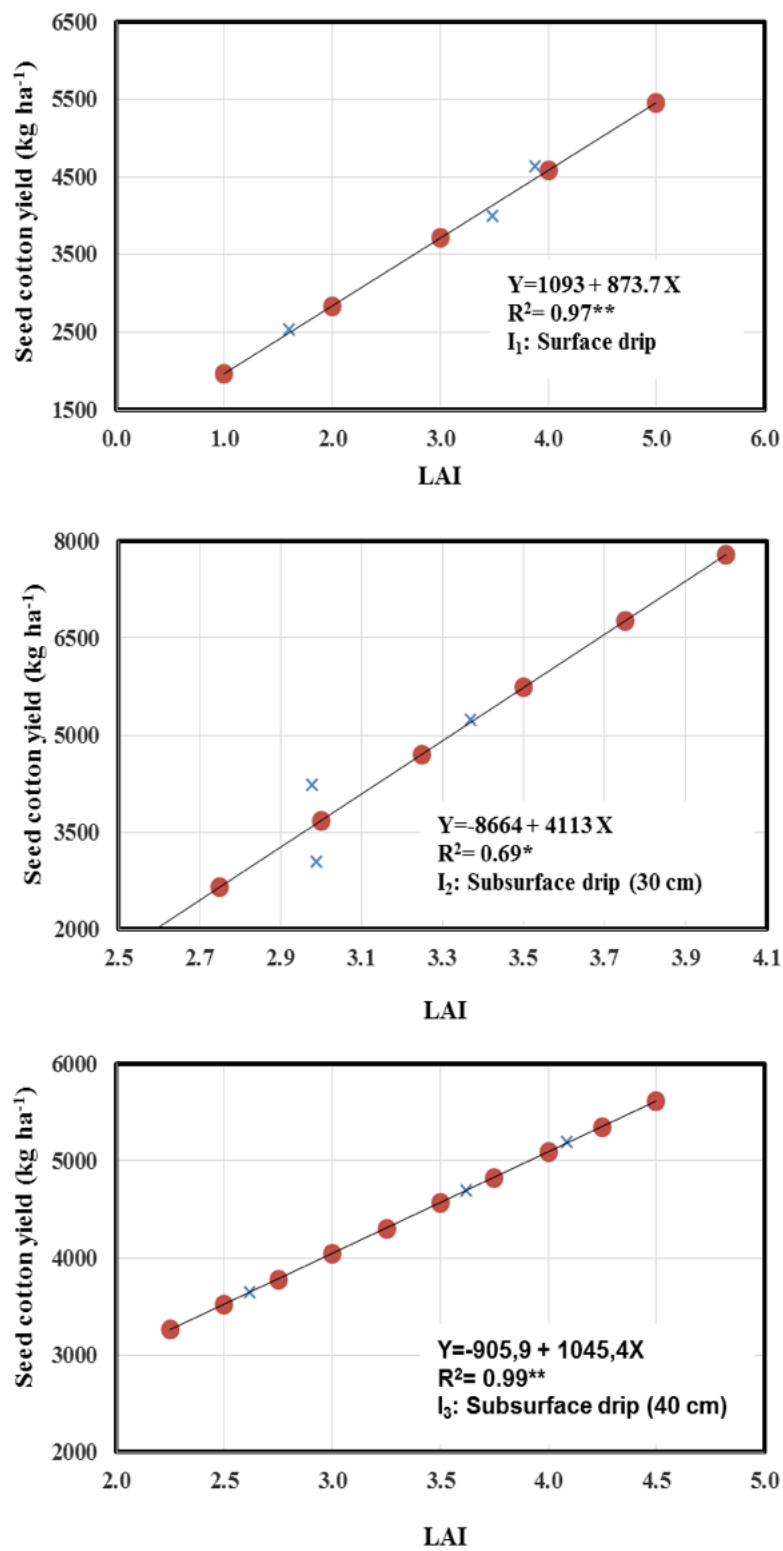 6500
5500
4500
3500
2500
1500
Seed cotton yield (kg ha⁻¹)
Y=1093 + 873.7 X
R²= 0.97**
I₁: Surface drip
0.0 1.0 2.0 3.0 4.0 5.0 6.0
LAI
8000
6500
5000
3500
2000
Seed cotton yield (kg ha⁻¹)
Y=-8664 + 4113 X
R²= 0.69*
I₂: Subsurface drip (30 cm)
2.5 2.7 2.9 3.1 3.3 3.5 3.7 3.9 4.1
LAI
6000
5000
4000
3000
2000
Seed cotton yield (kg ha⁻¹)
Y=-905,9 + 1045,4X
R²= 0.99**
I₃: Subsurface drip (40 cm)
2.0 2.5 3.0 3.5 4.0 4.5 5.0
LAI